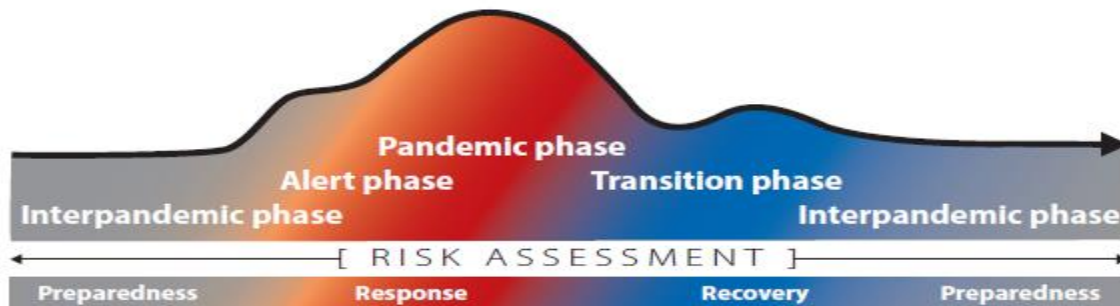 Pandemic phase
Alert phase Transition phase
Interpandemic phase Interpandemic phase
[ RISK ASSESSMENT ]
Preparedness Response Recovery Preparedness